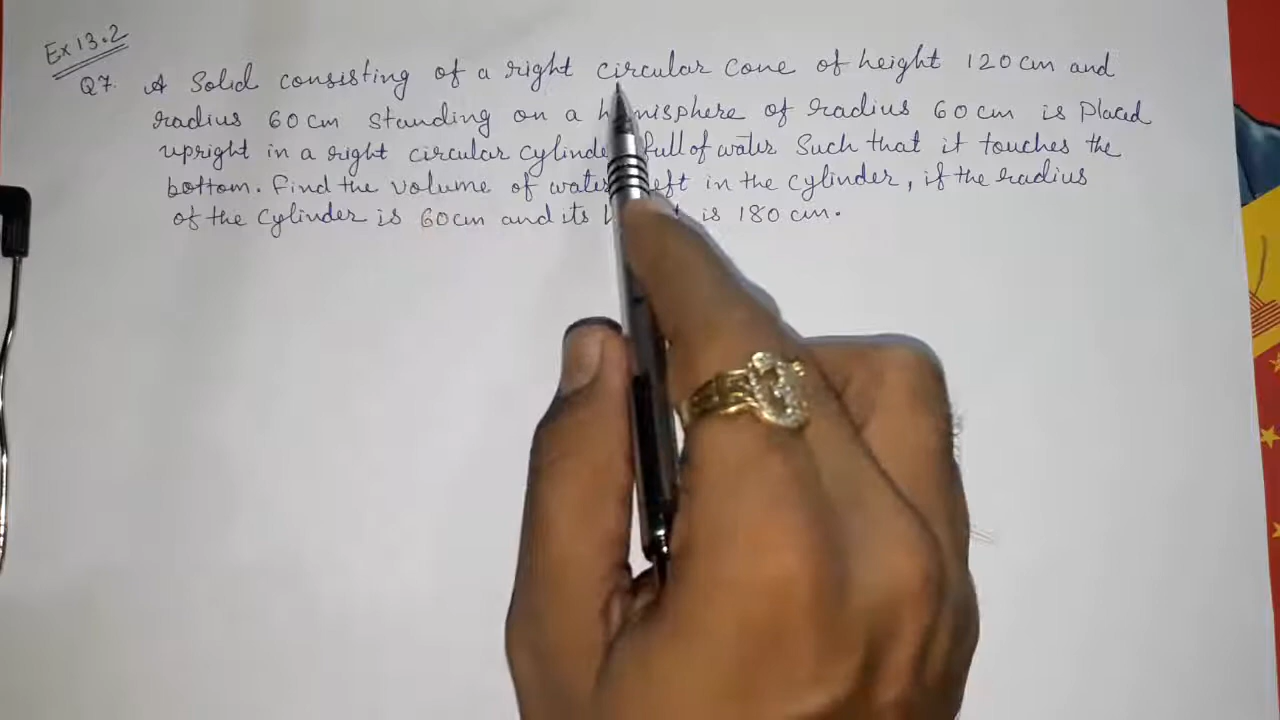 Ex 13.2
Q7. A Solid consisting of a right circular cone of height 120 cm and
radius 60 cm standing on a hemisphere of radius 60 cm is Placed
upright in a right circular cylinder full of water Such that it touches the
bottom. Find the volume of water left in the cylinder, if the radius
of the cylinder is 60 cm and its is 180 cm.